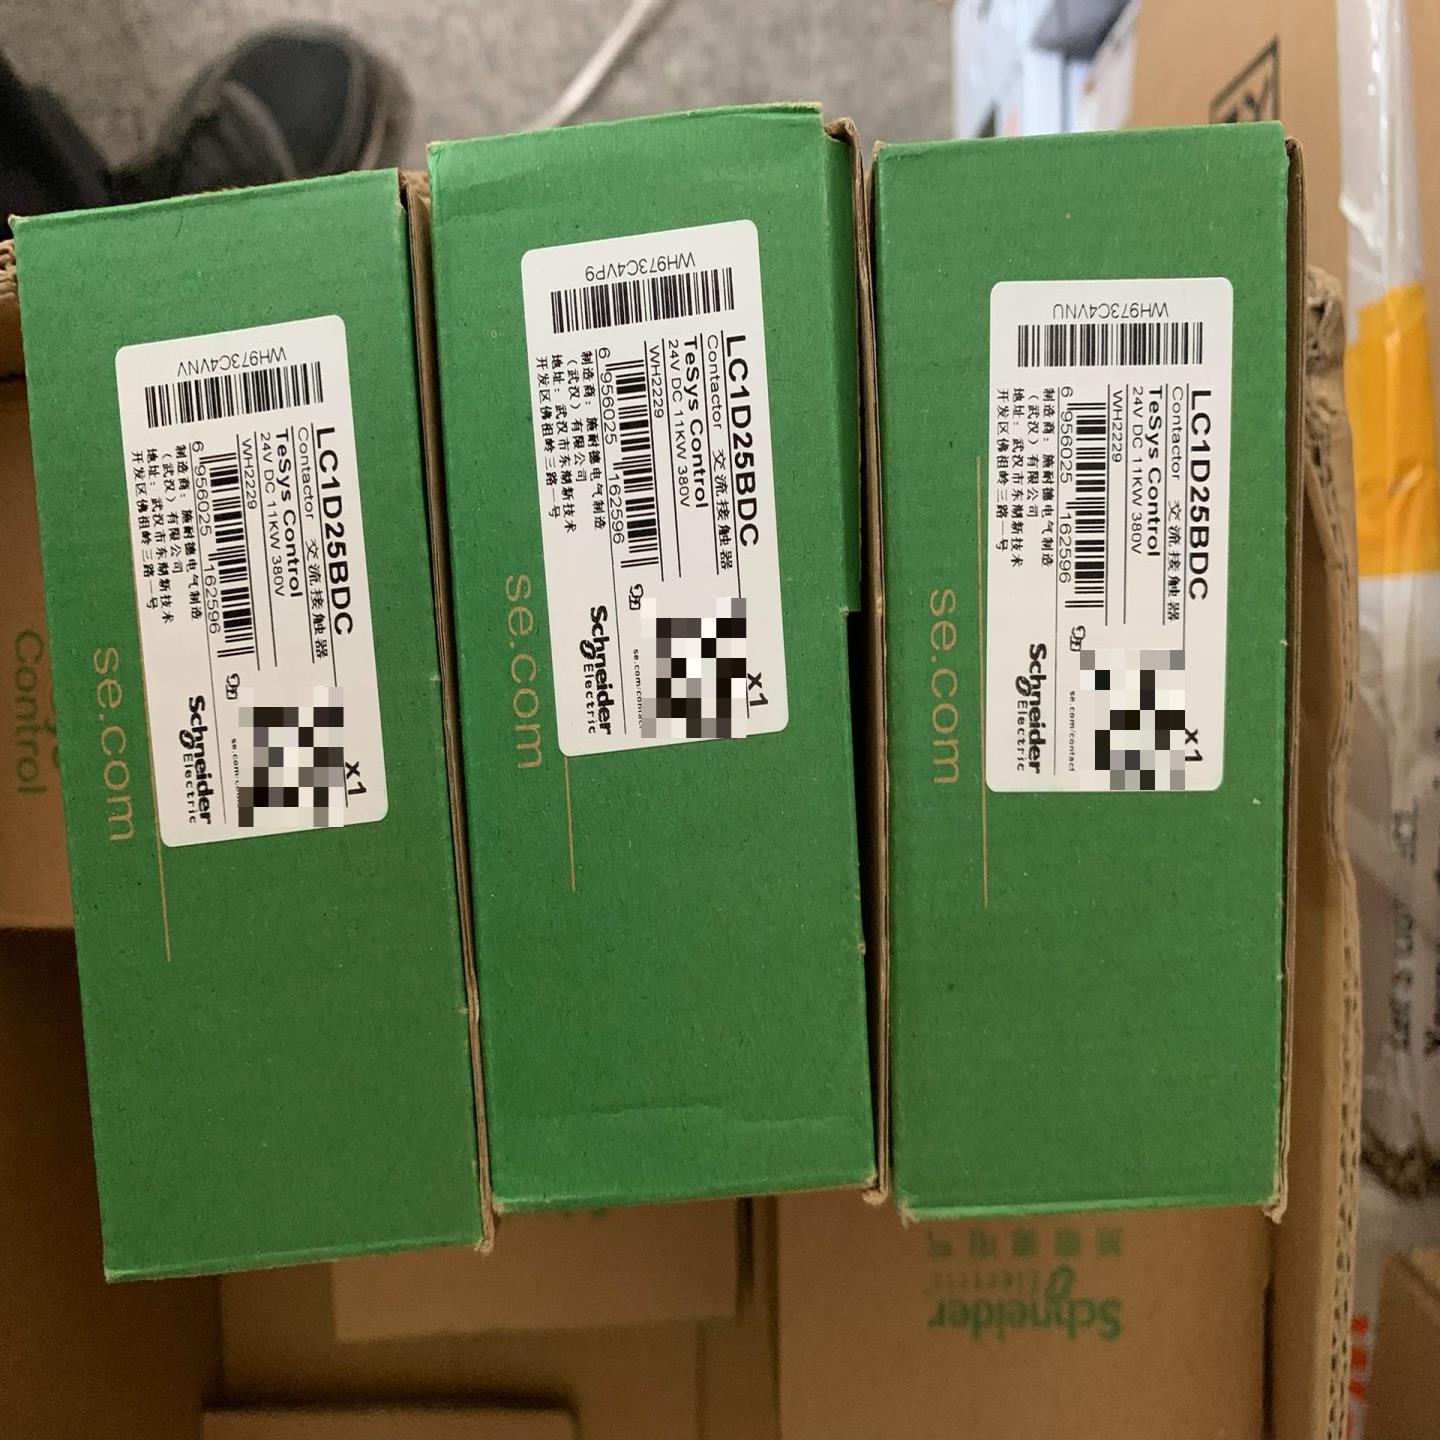 WH973C4VNV
LC1D25BDC
Contactor 交流接触器
TeSys Control
24V DC 11KW 380V
WH2229
6 956025 162596
制造商：施耐德电气制造
（武汉）有限公司
地址：武汉市东湖新技术
开发区佛祖岭三路一号
x1
Schneider
Electric
se.com
WH973C4VP9
LC1D25BDC
Contactor 交流接触器
TeSys Control
24V DC 11KW 380V
WH2229
6 956025 162596
制造商：施耐德电气制造
（武汉）有限公司
地址：武汉市东湖新技术
开发区佛祖岭三路一号
x1
se.com/contact
Schneider
Electric
se.com
WH973C4VNU
LC1D25BDC
Contactor 交流接触器
TeSys Control
24V DC 11KW 380V
WH2229
6 956025 162596
制造商：施耐德电气制造
（武汉）有限公司
地址：武汉市东湖新技术
开发区佛祖岭三路一号
x1
se.com/contact
Schneider
Electric
se.com
Control
Schneider
Electric